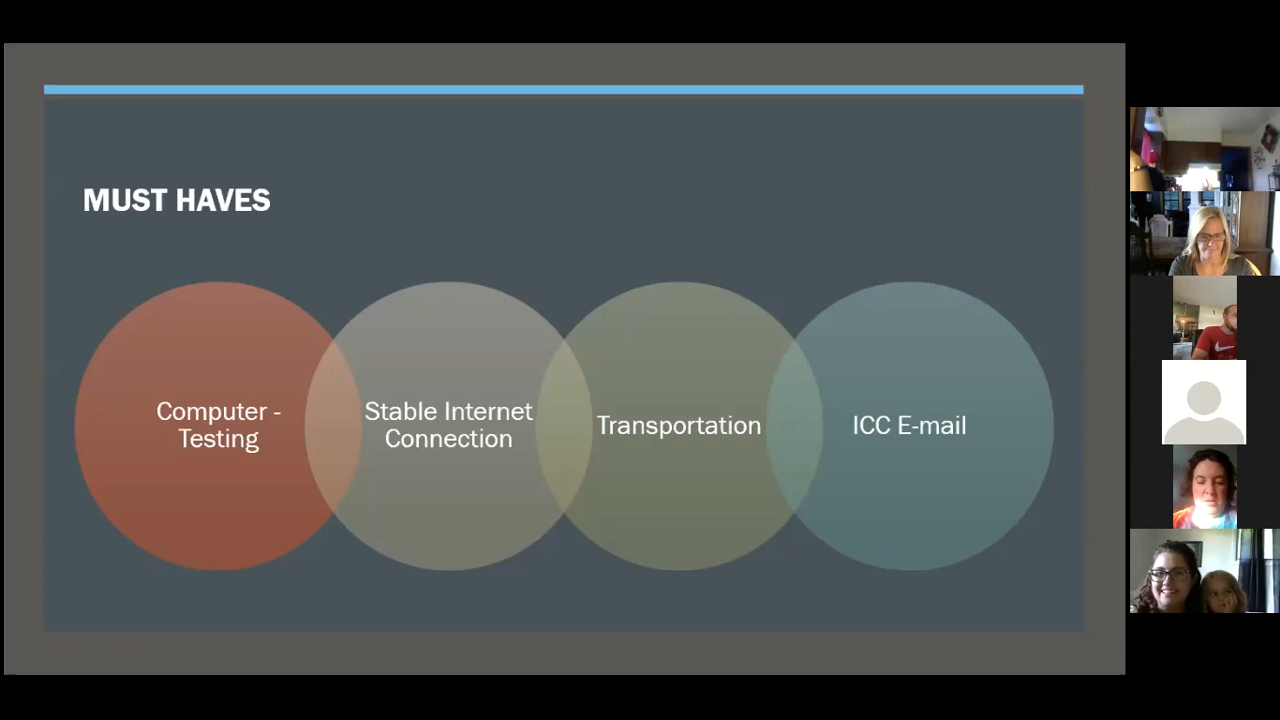 MUST HAVES
Computer -
Testing
Stable Internet
Connection
Transportation
ICC E-mail